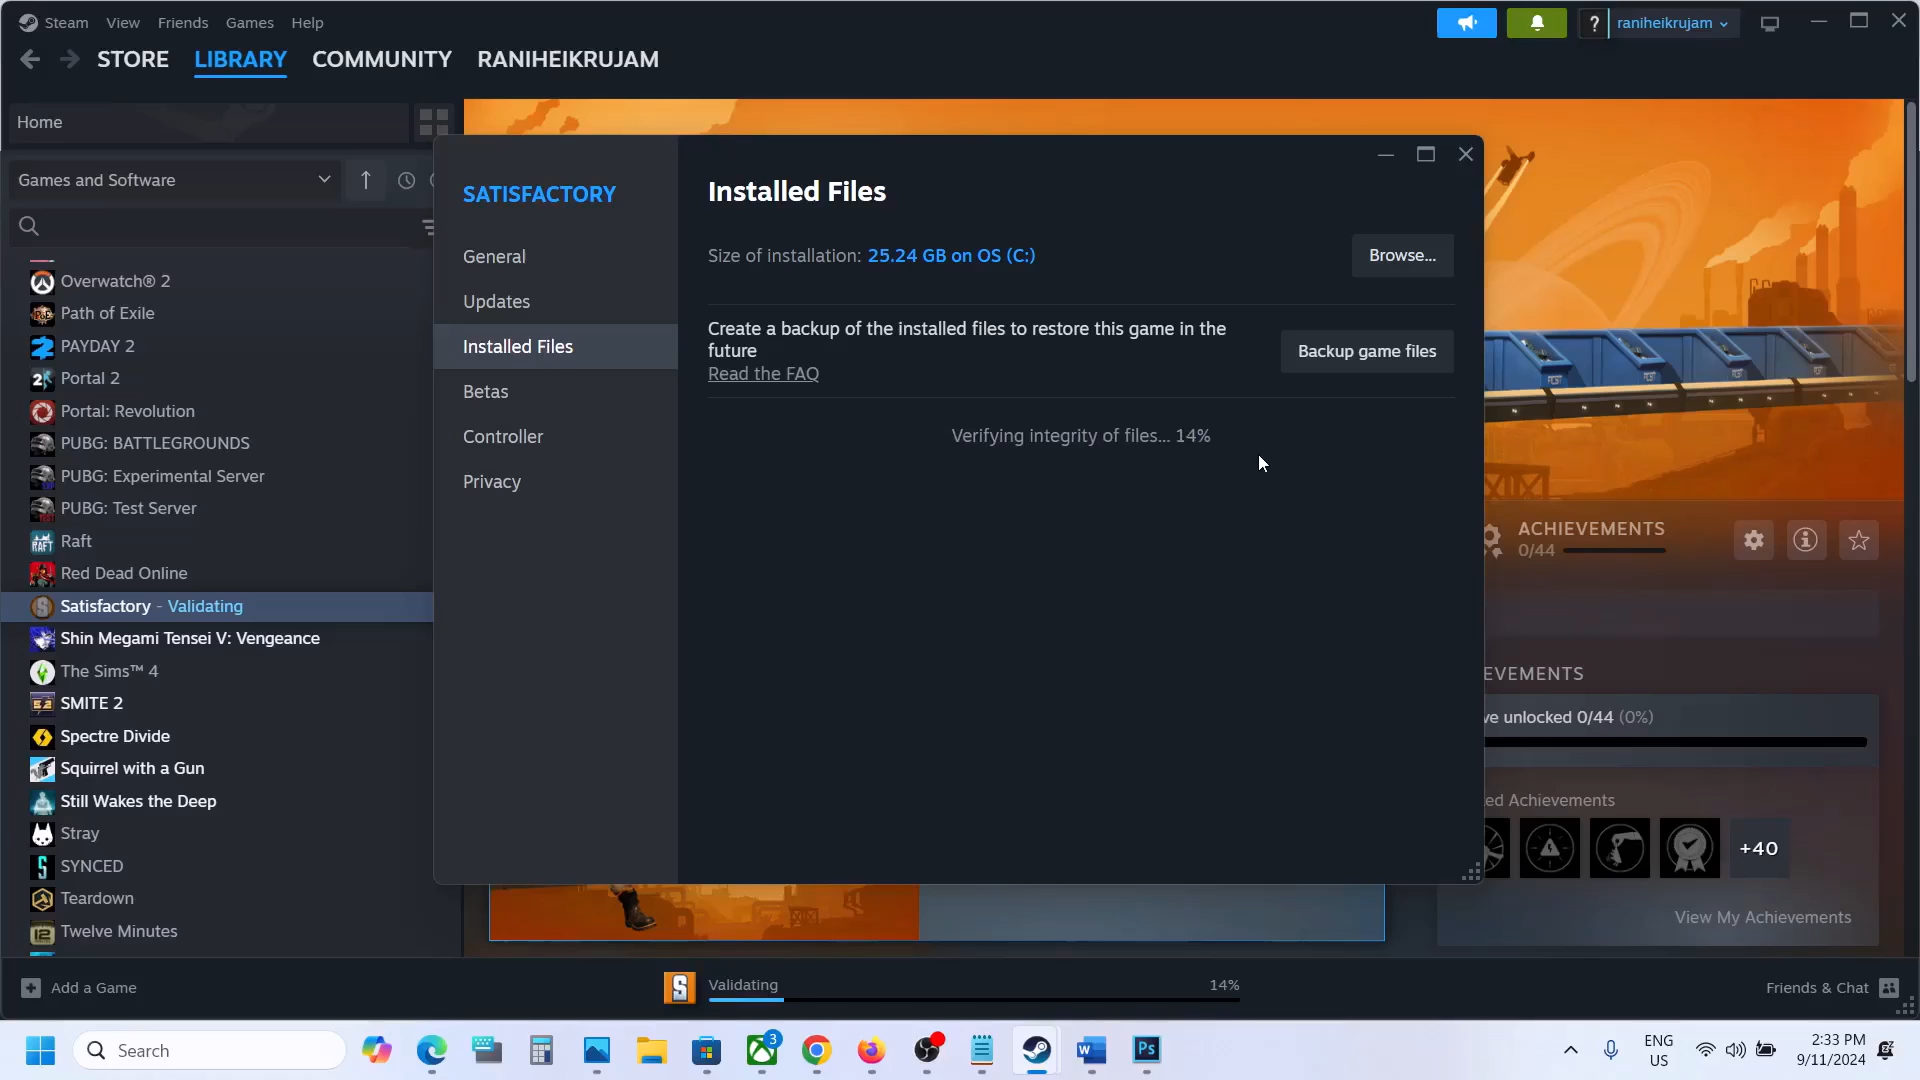 Steam View Friends Games Help
? raniheikrujam
STORE LIBRARY COMMUNITY RANIHEIKRUJAM
Home
Games and Software
SATISFACTORY
General
Updates
Installed Files
Betas
Controller
Privacy
Installed Files
Size of installation: 25.24 GB on OS (C:)
Browse...
Create a backup of the installed files to restore this game in the
future
Read the FAQ
Backup game files
Verifying integrity of files... 14%
Overwatch® 2
Path of Exile
PAYDAY 2
Portal 2
Portal: Revolution
PUBG: BATTLEGROUNDS
PUBG: Experimental Server
PUBG: Test Server
Raft
Red Dead Online
Satisfactory - Validating
Shin Megami Tensei V: Vengeance
The Sims™ 4
SMITE 2
Spectre Divide
Squirrel with a Gun
Still Wakes the Deep
Stray
SYNCED
Teardown
Twelve Minutes
ACHIEVEMENTS
0/44
EVEMENTS
ve unlocked 0/44 (0%)
ed Achievements
+40
View My Achievements
Add a Game
Validating 14%
Friends & Chat
Search
3
Ps
ENG
US
2:33 PM
9/11/2024